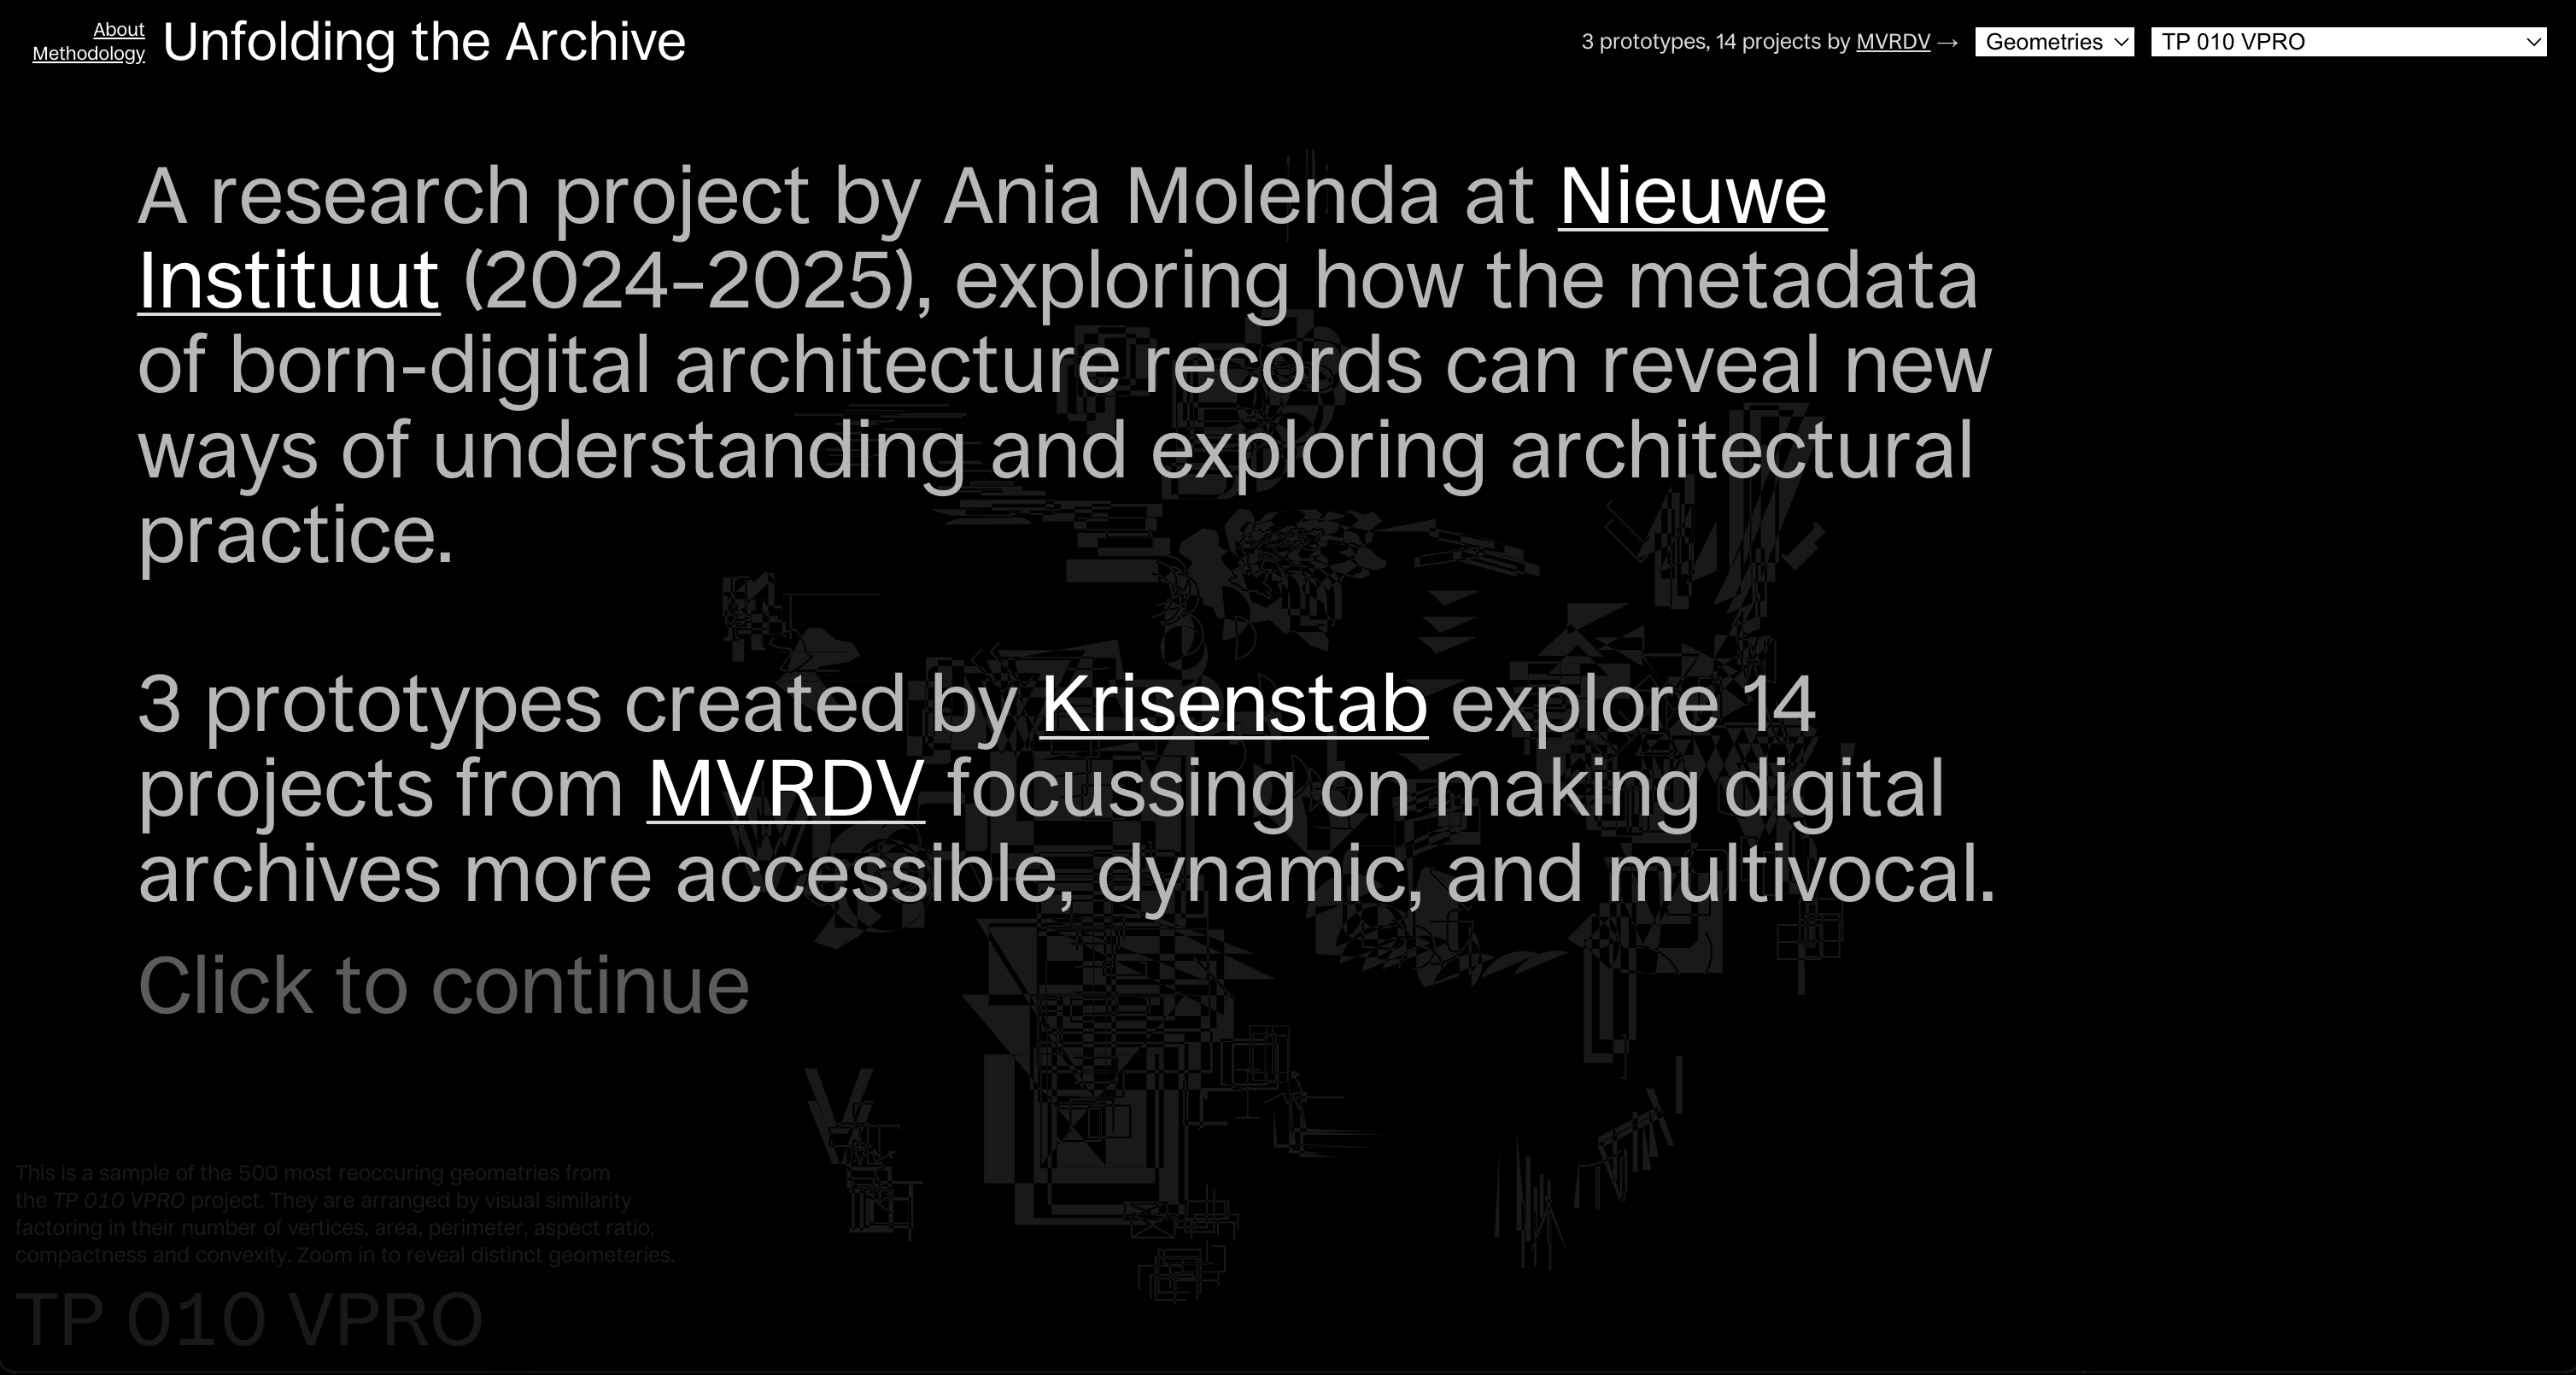 About
Methodology
Unfolding the Archive
3 prototypes, 14 projects by MVRDV →
Geometries
TP 010 VPRO
A research project by Ania Molenda at Nieuwe
Instituut (2024–2025), exploring how the metadata
of born-digital architecture records can reveal new
ways of understanding and exploring architectural
practice.
3 prototypes created by Krisenstab explore 14
projects from MVRDV focussing on making digital
archives more accessible, dynamic, and multivocal.
Click to continue
This is a sample of the 500 most reoccuring geometries from
the TP 010 VPRO project. They are arranged by visual similarity
factoring in their number of vertices, area, perimeter, aspect ratio,
compactness and convexity. Zoom in to reveal distinct geometeries.
TP 010 VPRO